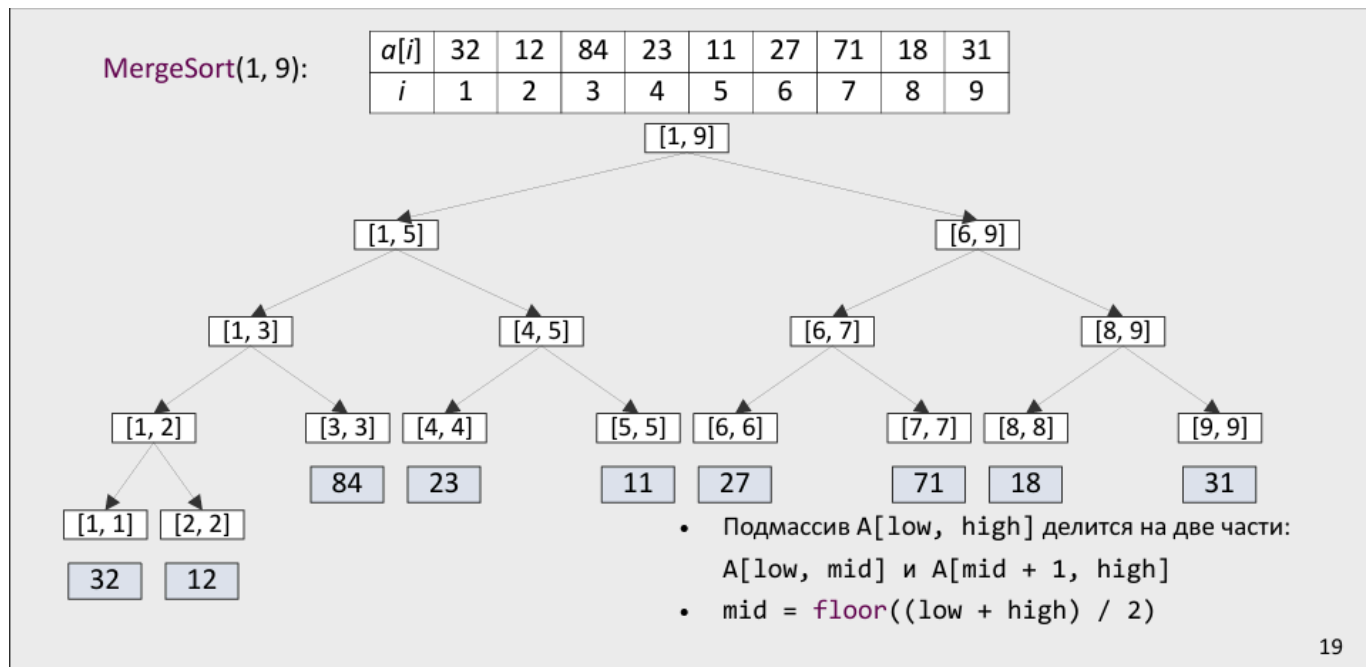 MergeSort(1, 9):
a[i] 32 12 84 23 11 27 71 18 31
i 1 2 3 4 5 6 7 8 9
[1, 9]
[1, 5] [6, 9]
[1, 3] [4, 5] [6, 7] [8, 9]
[1, 2] [3, 3] [4, 4] [5, 5] [6, 6] [7, 7] [8, 8] [9, 9]
84 23 11 27 71 18 31
[1, 1] [2, 2]
32 12
• Подмассив A[low, high] делится на две части:
A[low, mid] и A[mid + 1, high]
• mid = floor((low + high) / 2)
19